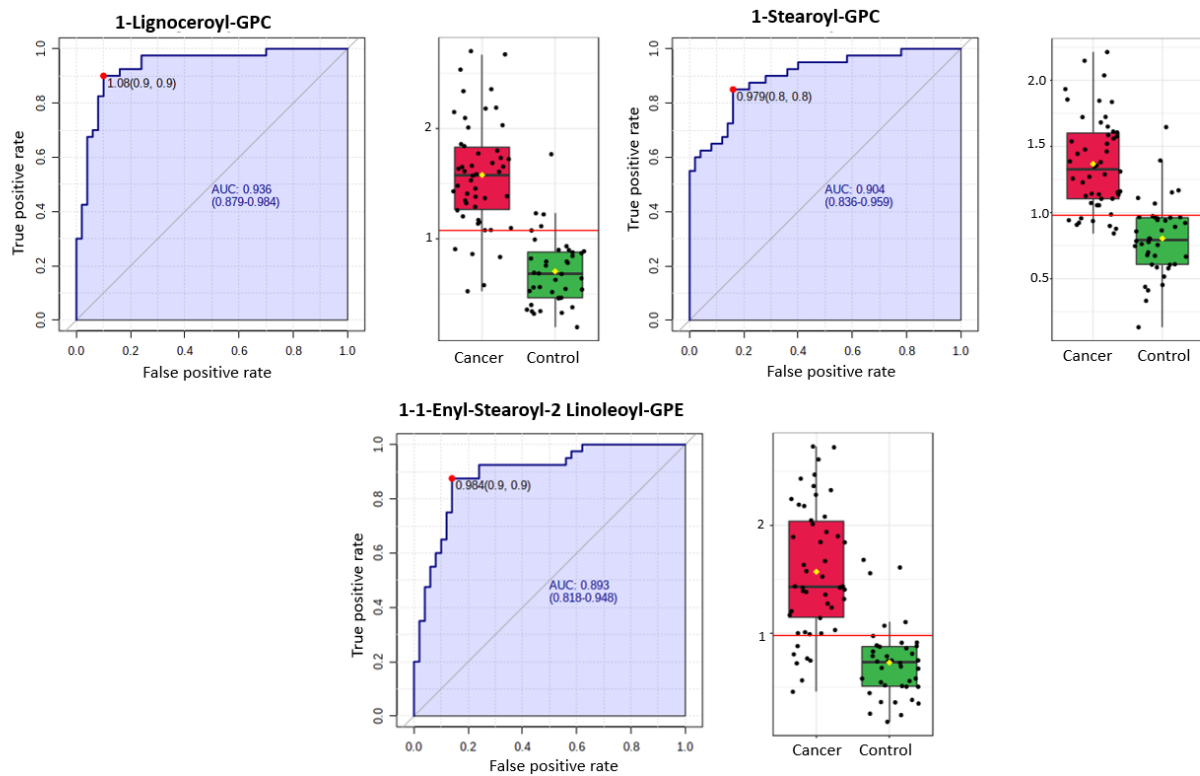 1-Lignoceroyl-GPC
1.0
0.8
0.6
0.4
0.2
0.0
True positive rate
1.08(0.9, 0.9)
AUC: 0.936
(0.879-0.984)
0.0 0.2 0.4 0.6 0.8 1.0
False positive rate
2
1
Cancer Control
1-Stearoyl-GPC
1.0
0.8
0.6
0.4
0.2
0.0
True positive rate
0.979(0.8, 0.8)
AUC: 0.904
(0.836-0.959)
0.0 0.2 0.4 0.6 0.8 1.0
False positive rate
2.0
1.5
1.0
0.5
Cancer Control
1-1-Enyl-Stearoyl-2 Linoleoyl-GPE
1.0
0.8
0.6
0.4
0.2
0.0
True positive rate
0.984(0.9, 0.9)
AUC: 0.893
(0.818-0.948)
0.0 0.2 0.4 0.6 0.8 1.0
False positive rate
2
1
Cancer Control